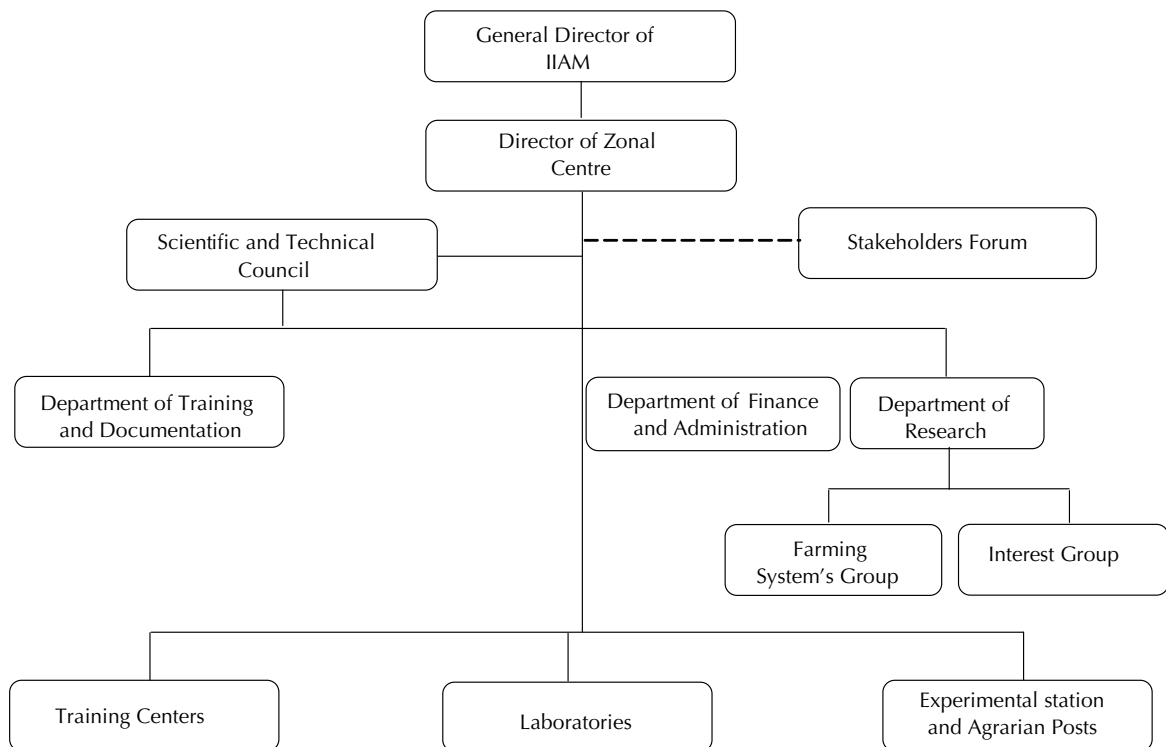 General Director of
IIAM
Director of Zonal
Centre
Scientific and Technical
Council
Stakeholders Forum
Department of Training
and Documentation
Department of Finance
and Administration
Department of
Research
Farming
System’s Group
Interest Group
Training Centers
Laboratories
Experimental station
and Agrarian Posts